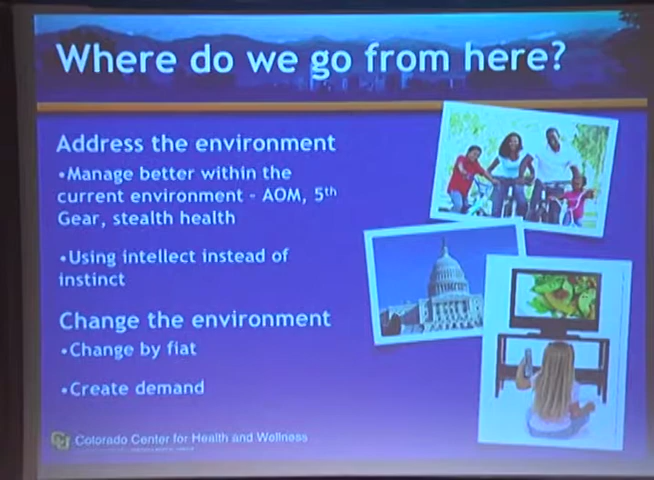 Where do we go from here?
Address the environment
•Manage better within the
current environment - AOM, 5th
Gear, stealth health
•Using intellect instead of
instinct
Change the environment
•Change by fiat
•Create demand
Colorado Center for Health and Wellness